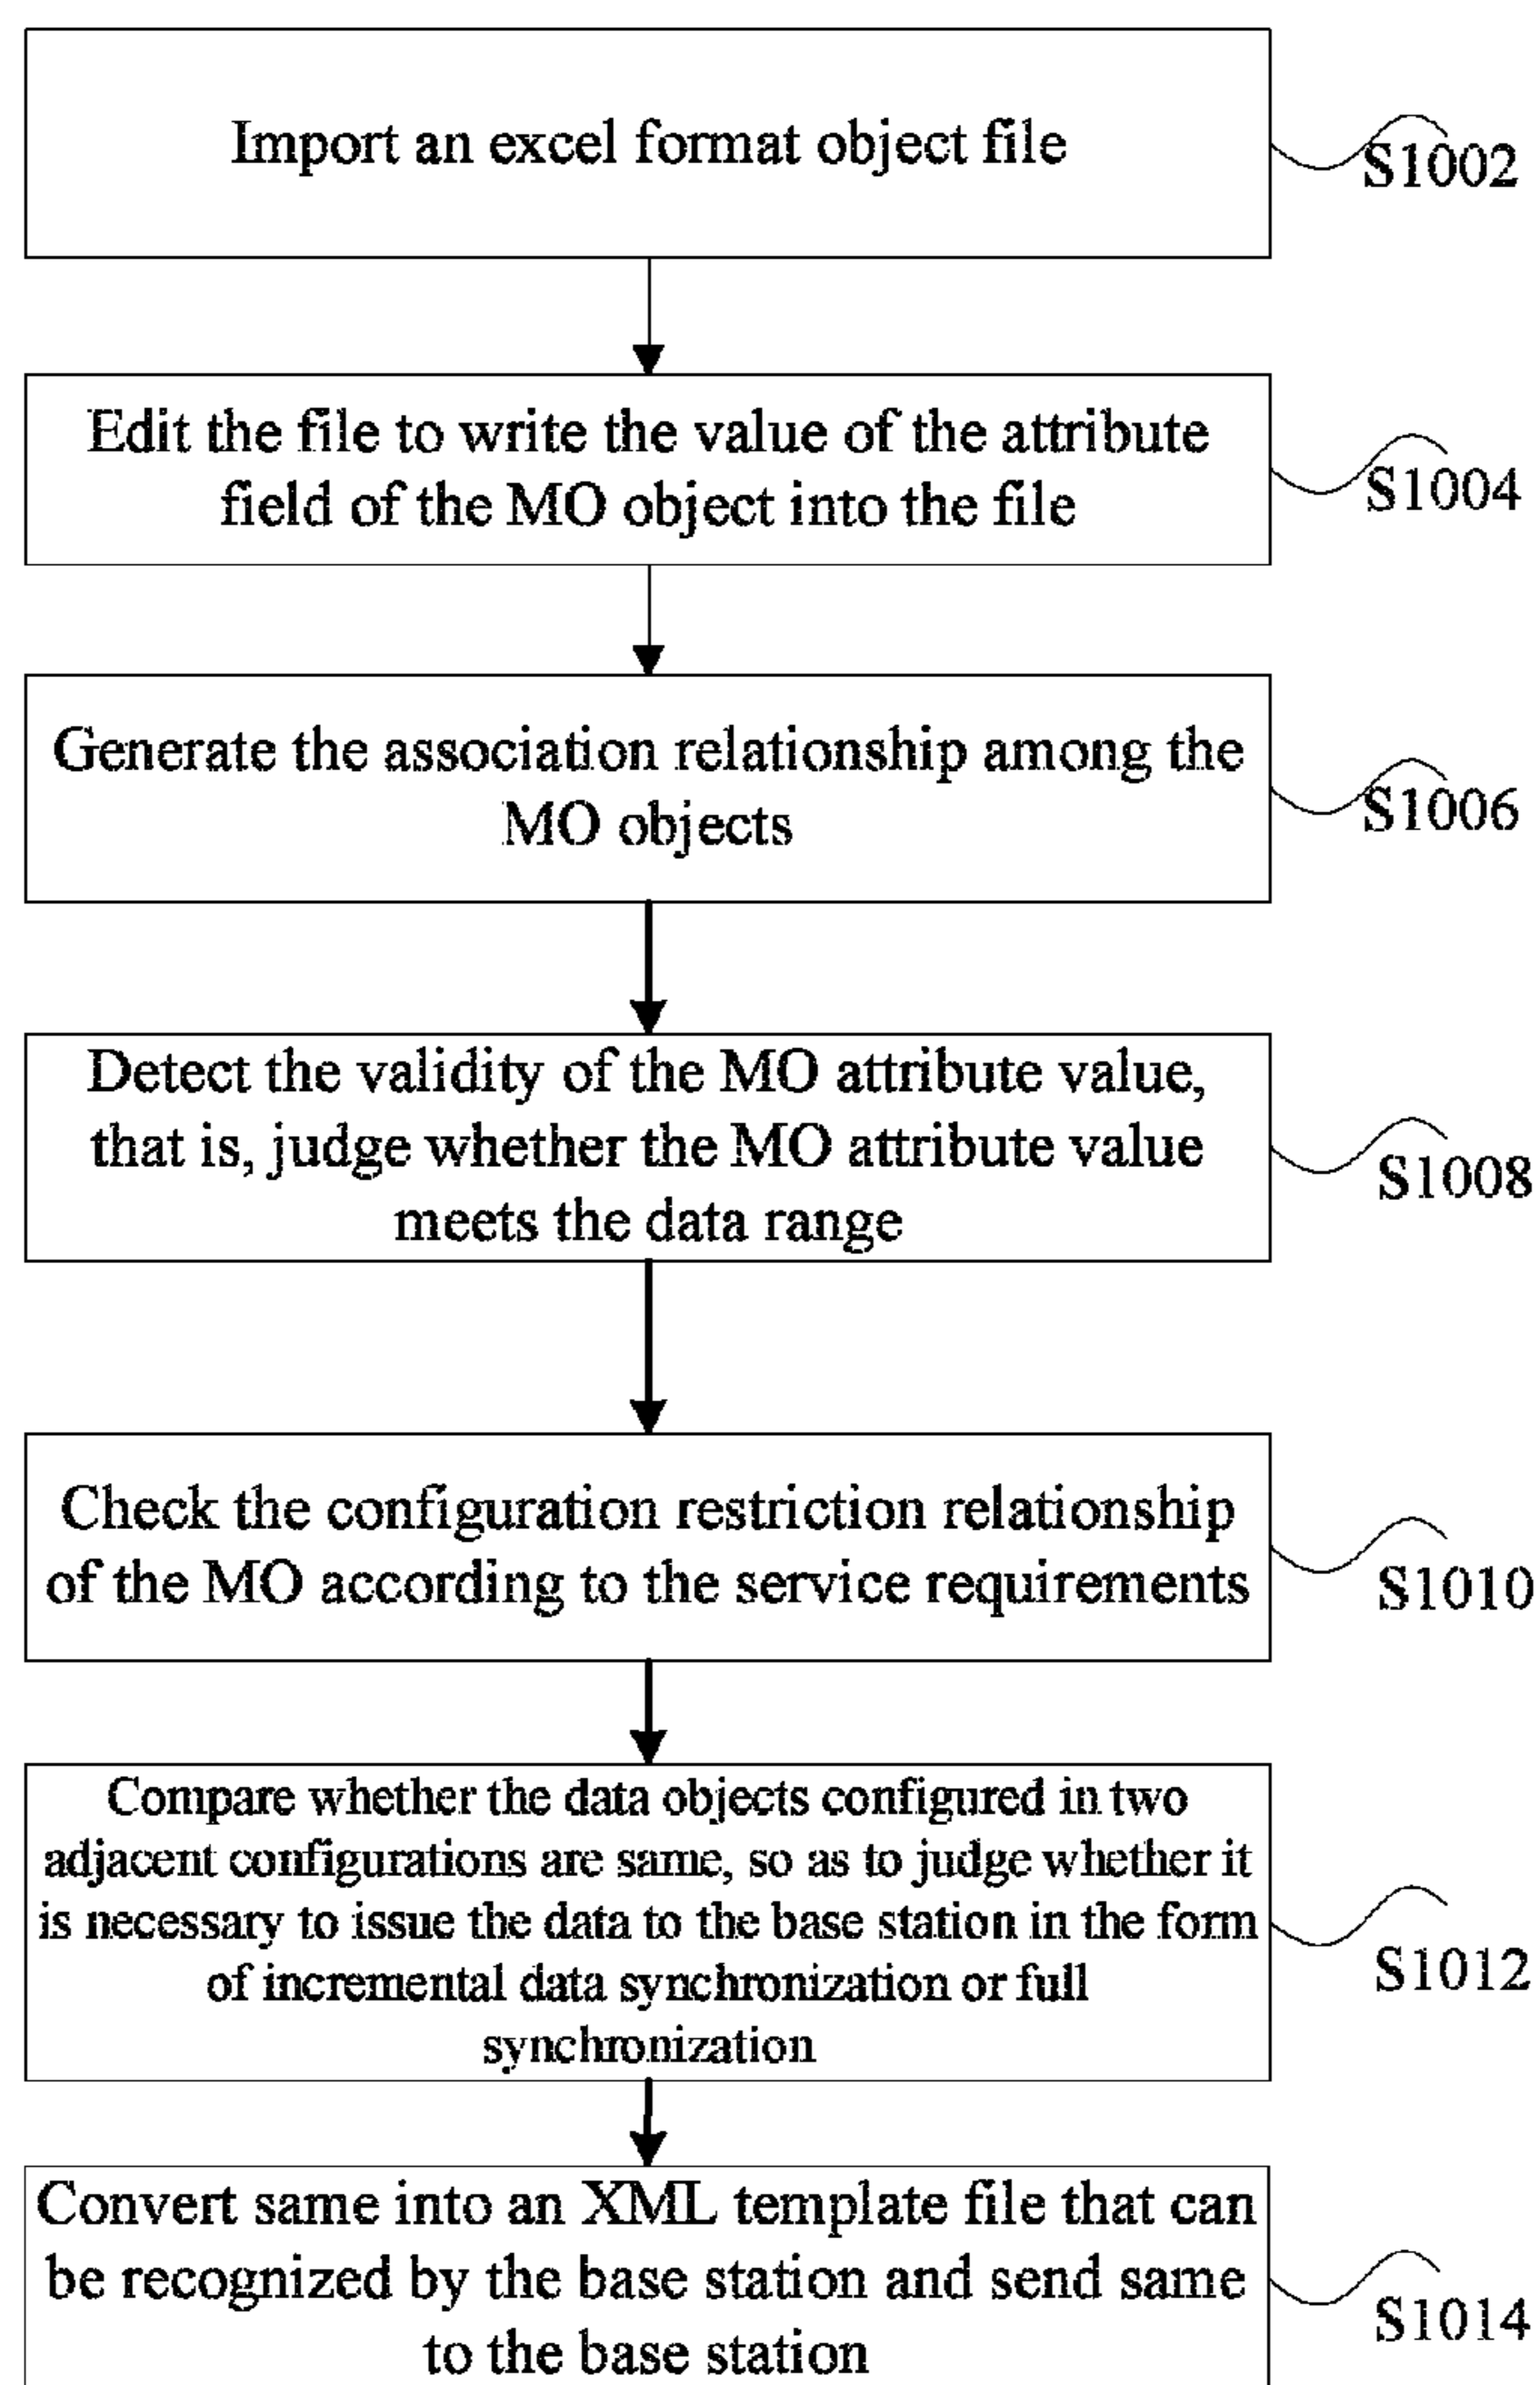 Import an excel format object file
S1002
Edit the file to write the value of the attribute
field of the MO object into the file
S1004
Generate the association relationship among the
MO objects
S1006
Detect the validity of the MO attribute value,
that is, judge whether the MO attribute value
meets the data range
S1008
Check the configuration restriction relationship
of the MO according to the service requirements
S1010
Compare whether the data objects configured in two
adjacent configurations are same, so as to judge whether it
is necessary to issue the data to the base station in the form
of incremental data synchronization or full
synchronization
S1012
Convert same into an XML template file that can
be recognized by the base station and send same
to the base station
S1014